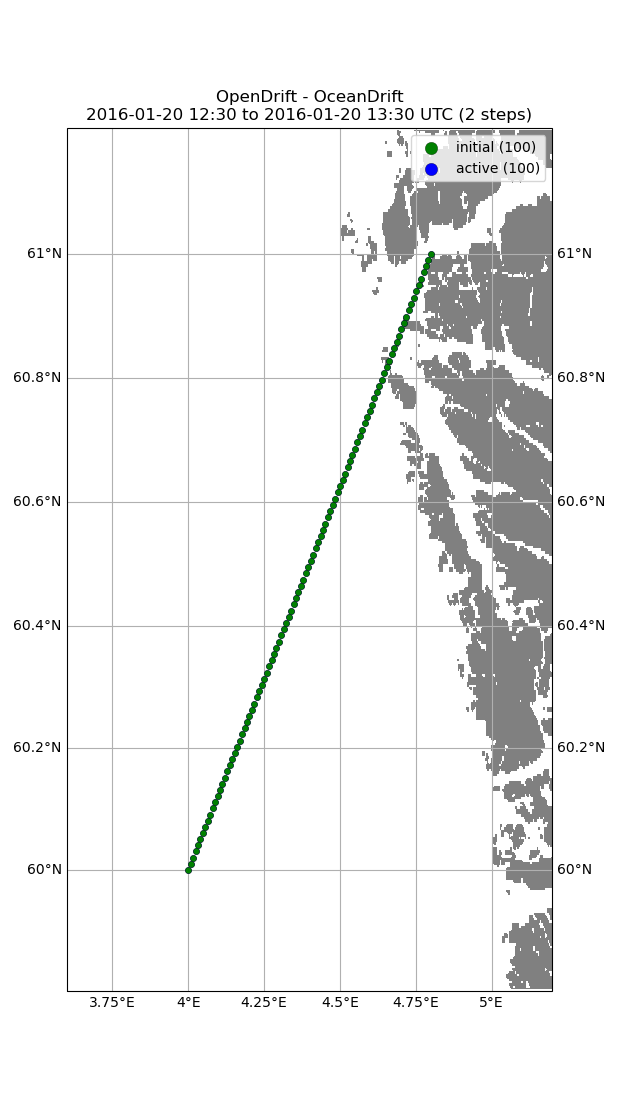 OpenDrift - OceanDrift
2016-01-20 12:30 to 2016-01-20 13:30 UTC (2 steps)
initial (100)
active (100)
61°N 61°N
60.8°N 60.8°N
60.6°N 60.6°N
60.4°N 60.4°N
60.2°N 60.2°N
60°N 60°N
3.75°E 4°E 4.25°E 4.5°E 4.75°E 5°E